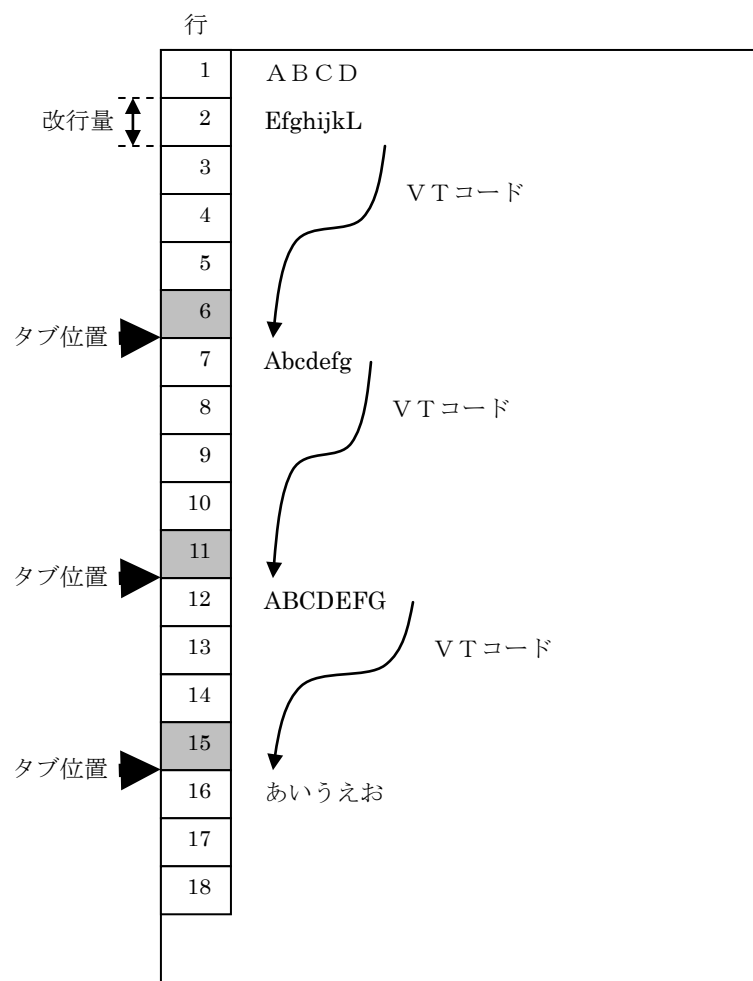 行
1 ＡＢＣＤ
改行量 2 EfghijkL
3
ＶＴコード
4
5
6
タブ位置
7 Abcdefg
8 ＶＴコード
9
10
11
タブ位置
12 ABCDEFG
13 ＶＴコード
14
15
タブ位置
16 あいうえお
17
18